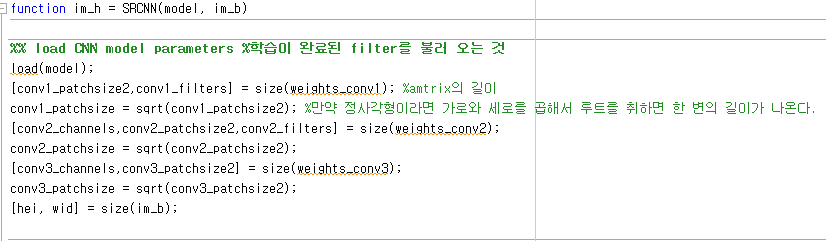 function im_h = SRCNN(model, im_b)
%% load CNN model parameters %학습이 완료된 filter를 불러 오는 것
load(model);
[conv1_patchsize2,conv1_filters] = size(weights_conv1); %amtrix의 길이
conv1_patchsize = sqrt(conv1_patchsize2); %만약 정사각형이라면 가로와 세로를 곱해서 루트를 취하면 한 변의 길이가 나온다.
[conv2_channels,conv2_patchsize2,conv2_filters] = size(weights_conv2);
conv2_patchsize = sqrt(conv2_patchsize2);
[conv3_channels,conv3_patchsize2] = size(weights_conv3);
conv3_patchsize = sqrt(conv3_patchsize2);
[hei, wid] = size(im_b);